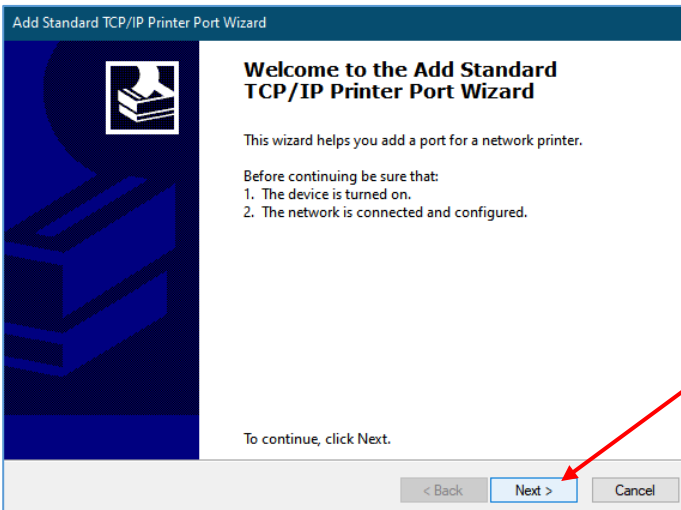 Add Standard TCP/IP Printer Port Wizard
Welcome to the Add Standard
TCP/IP Printer Port Wizard
This wizard helps you add a port for a network printer.
Before continuing be sure that:
1. The device is turned on.
2. The network is connected and configured.
To continue, click Next.
< Back Next > Cancel